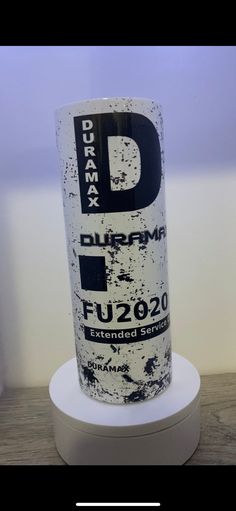 DURAMAX
D
DURAMA
FU2020
Extended Service
DURAMAX